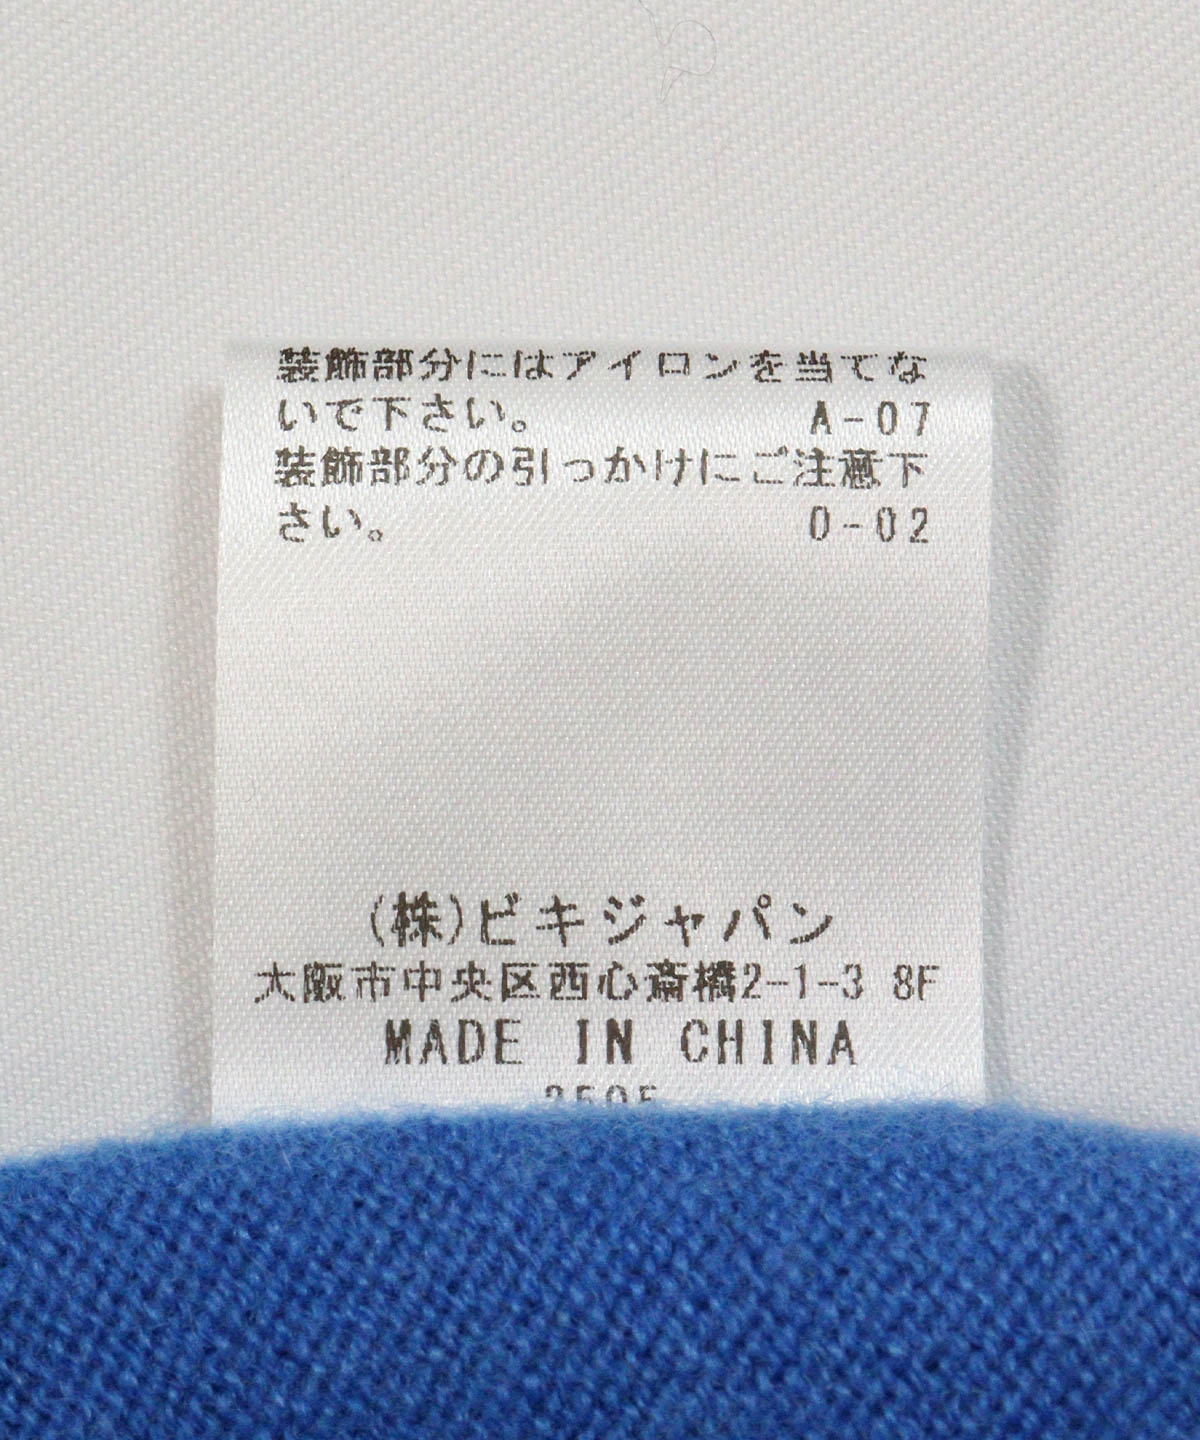 装飾部分にはアイロンを当てな
いで下さい。 A-07
装飾部分の引っかけにご注意下
さい。 0-02
(株)ビキジャパン
大阪市中央区西心斎橋2-1-3 8F
MADE IN CHINA